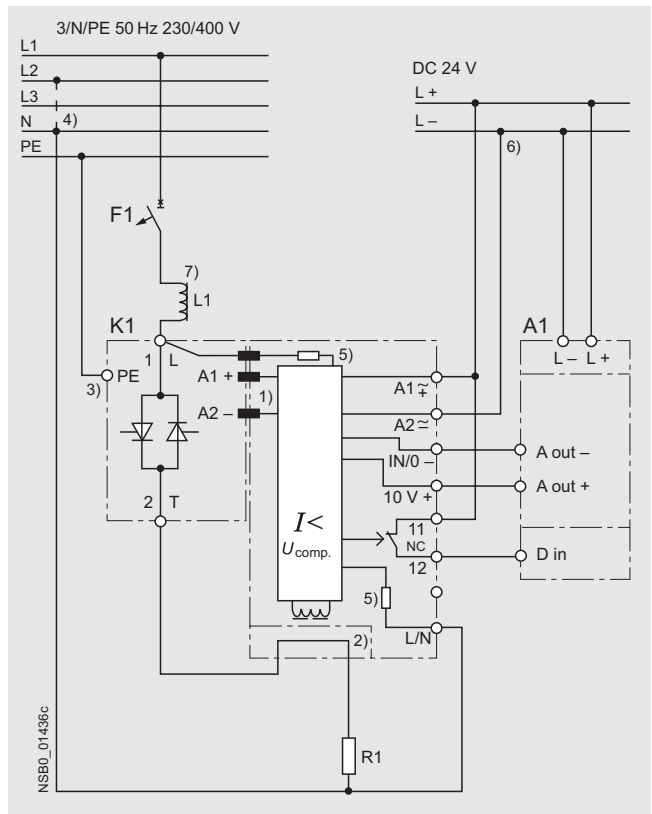 3/N/PE 50 Hz 230/400 V
L1
L2
L3
N 4)
PE
DC 24 V
L +
L –
6)
F1
7)
L1
K1
A1
1 L
5)
L – L +
3) PE
A1 +
1)
A1 ≂
+
A2 –
A2 ≂
–
IN/0 –
A out –
10 V +
A out +
2 T
I<
U comp.
11
NC
12
D in
5)
L/N
2)
R1
NSB0_01436c